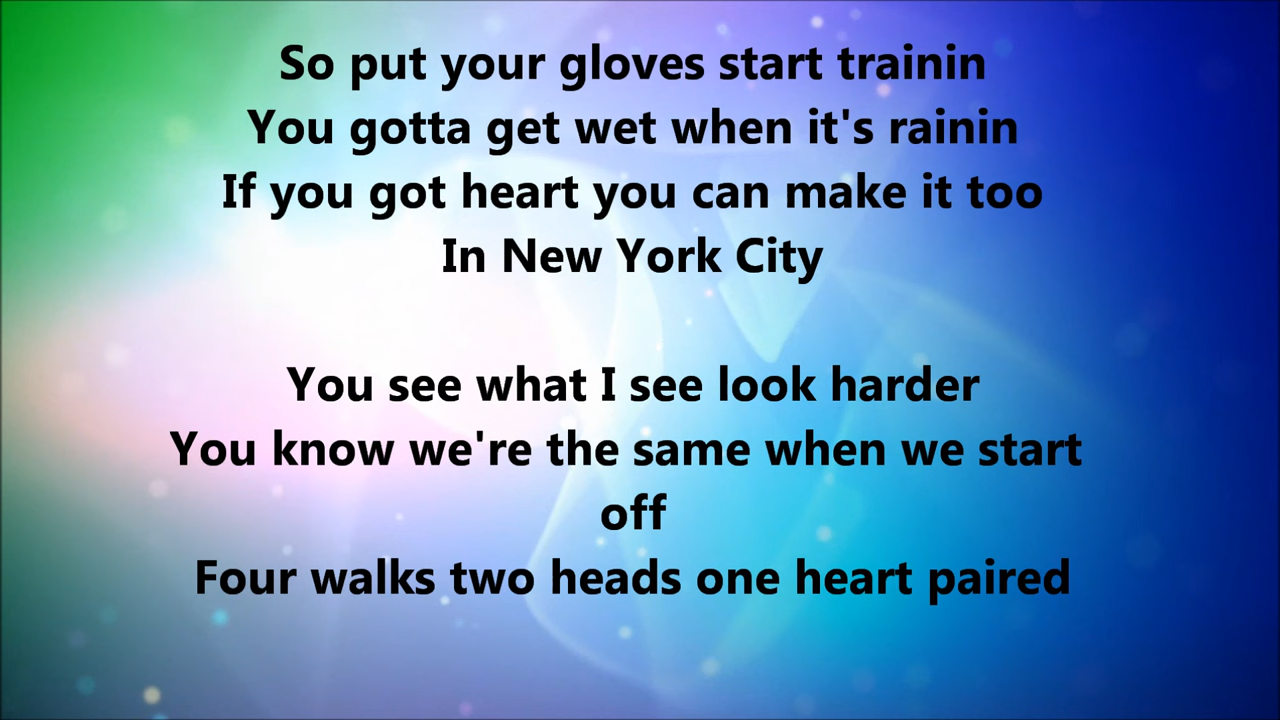 So put your gloves start trainin
You gotta get wet when it's rainin
If you got heart you can make it too
In New York City
You see what I see look harder
You know we're the same when we start
off
Four walks two heads one heart paired